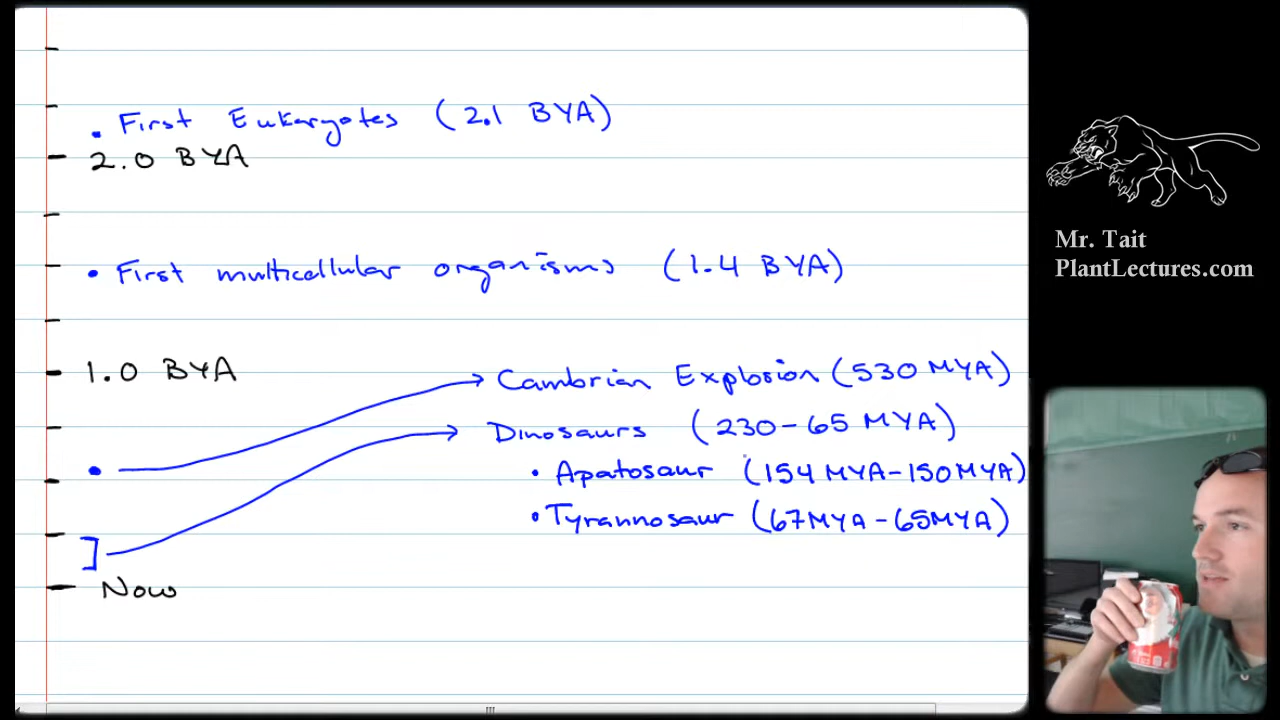 First Eukaryotes (2.1 BYA)
2.0 BYA
First multicellular organisms (1.4 BYA)
1.0 BYA
Cambrian Explosion (530 MYA)
Dinosaurs (230-65 MYA)
• Apatosaur (154 MYA-150 MYA)
• Tyrannosaur (67 MYA-65 MYA)
Now
Mr. Tait
PlantLectures.com